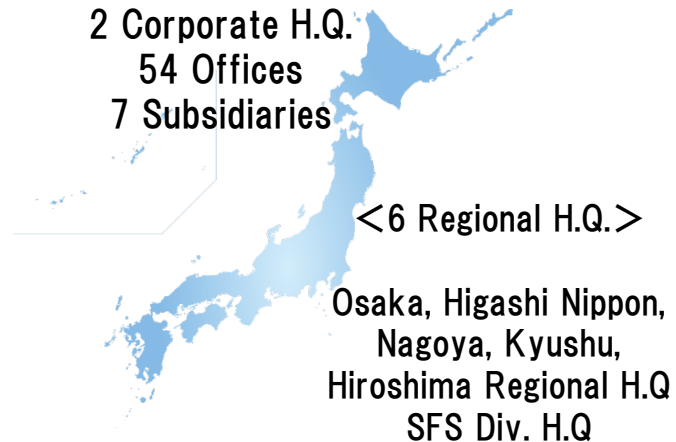 2 Corporate H.Q.
54 Offices
7 Subsidiaries
＜6 Regional H.Q.＞
Osaka, Higashi Nippon,
Nagoya, Kyushu,
Hiroshima Regional H.Q
SFS Div. H.Q